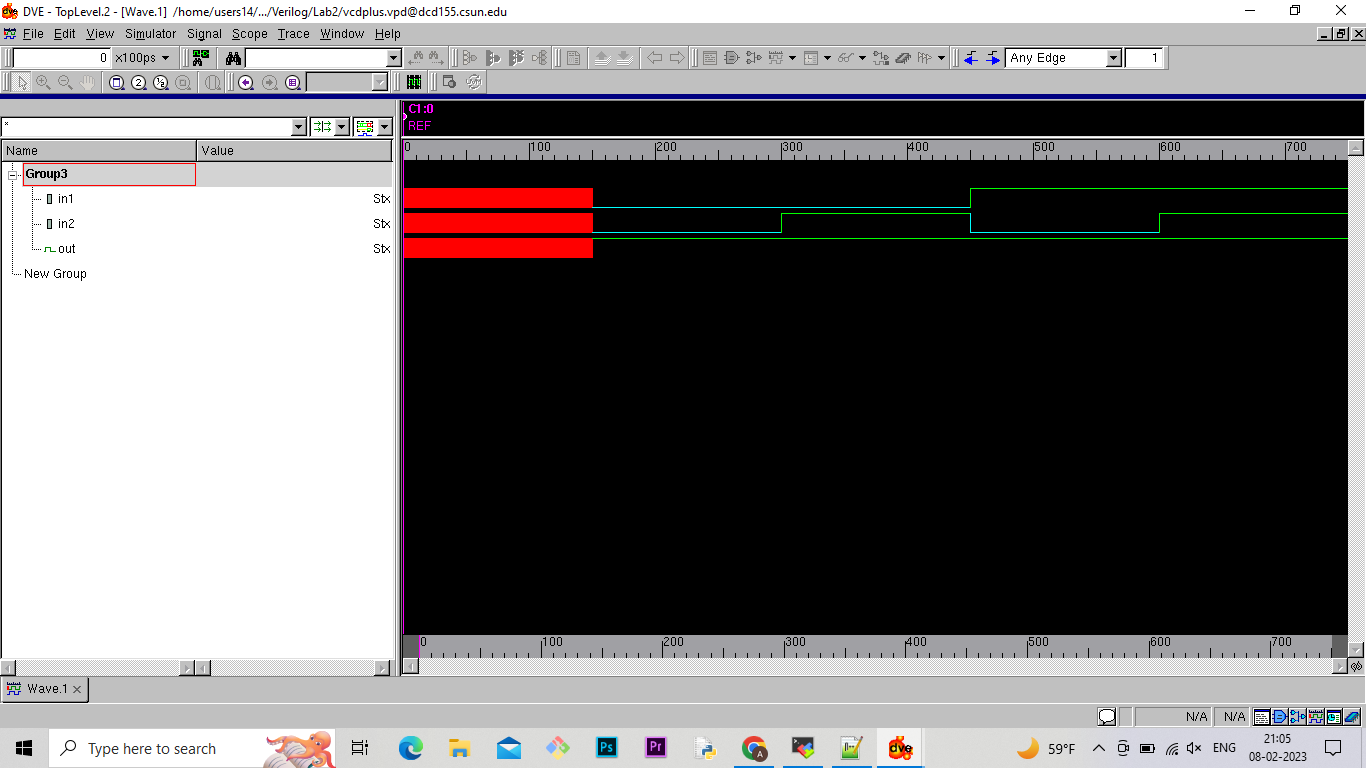 DVE - TopLevel.2 - [Wave.1] /home/users14/.../Verilog/Lab2/vcdplus.vpd@dcd155.csun.edu
File Edit View Simulator Signal Scope Trace Window Help
0 x100ps Any Edge 1
C1:0
REF
*
Name Value
0 100 200 300 400 500 600 700
Group3
in1 Stx
in2 Stx
out Stx
New Group
0 100 200 300 400 500 600 700
Wave.1
N/A N/A
Type here to search
Ps Pr dve 59°F ENG 21:05
08-02-2023